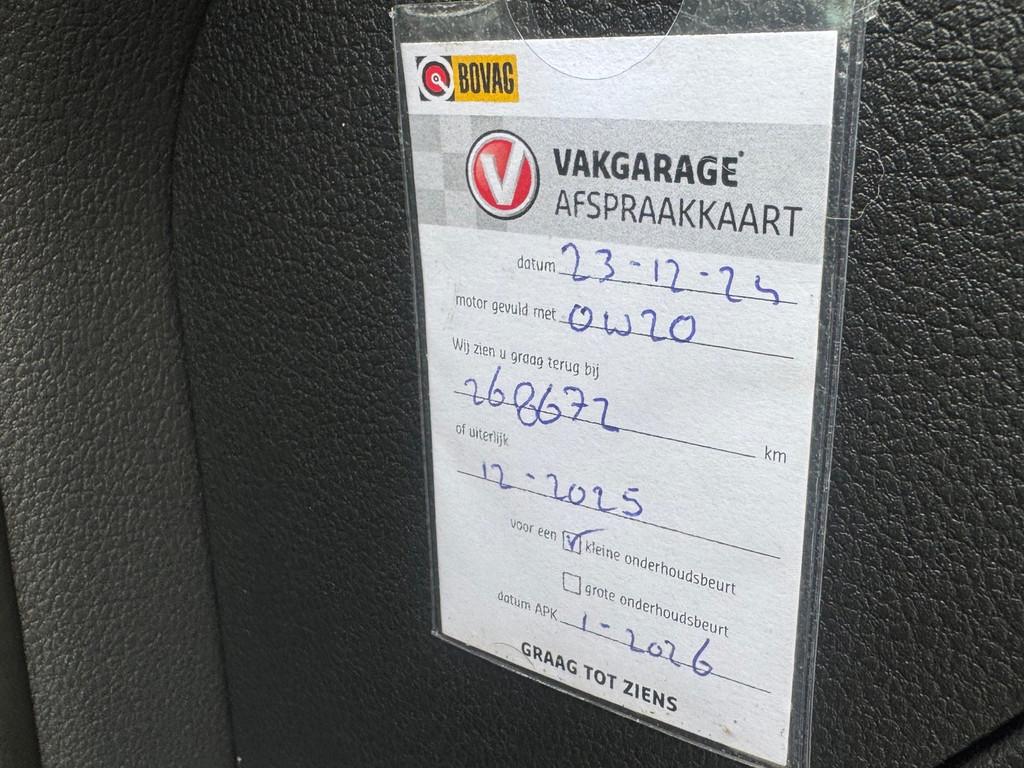 BOVAG
V VAKGARAGE
AFSPRAAKKAART
datum 23-12-24
motor gevuld met 0W20
Wij zien u graag terug bij
268672 km
of uiterlijk
12-2025
voor een kleine onderhoudsbeurt
grote onderhoudsbeurt
datum APK 1-2026
GRAAG TOT ZIENS